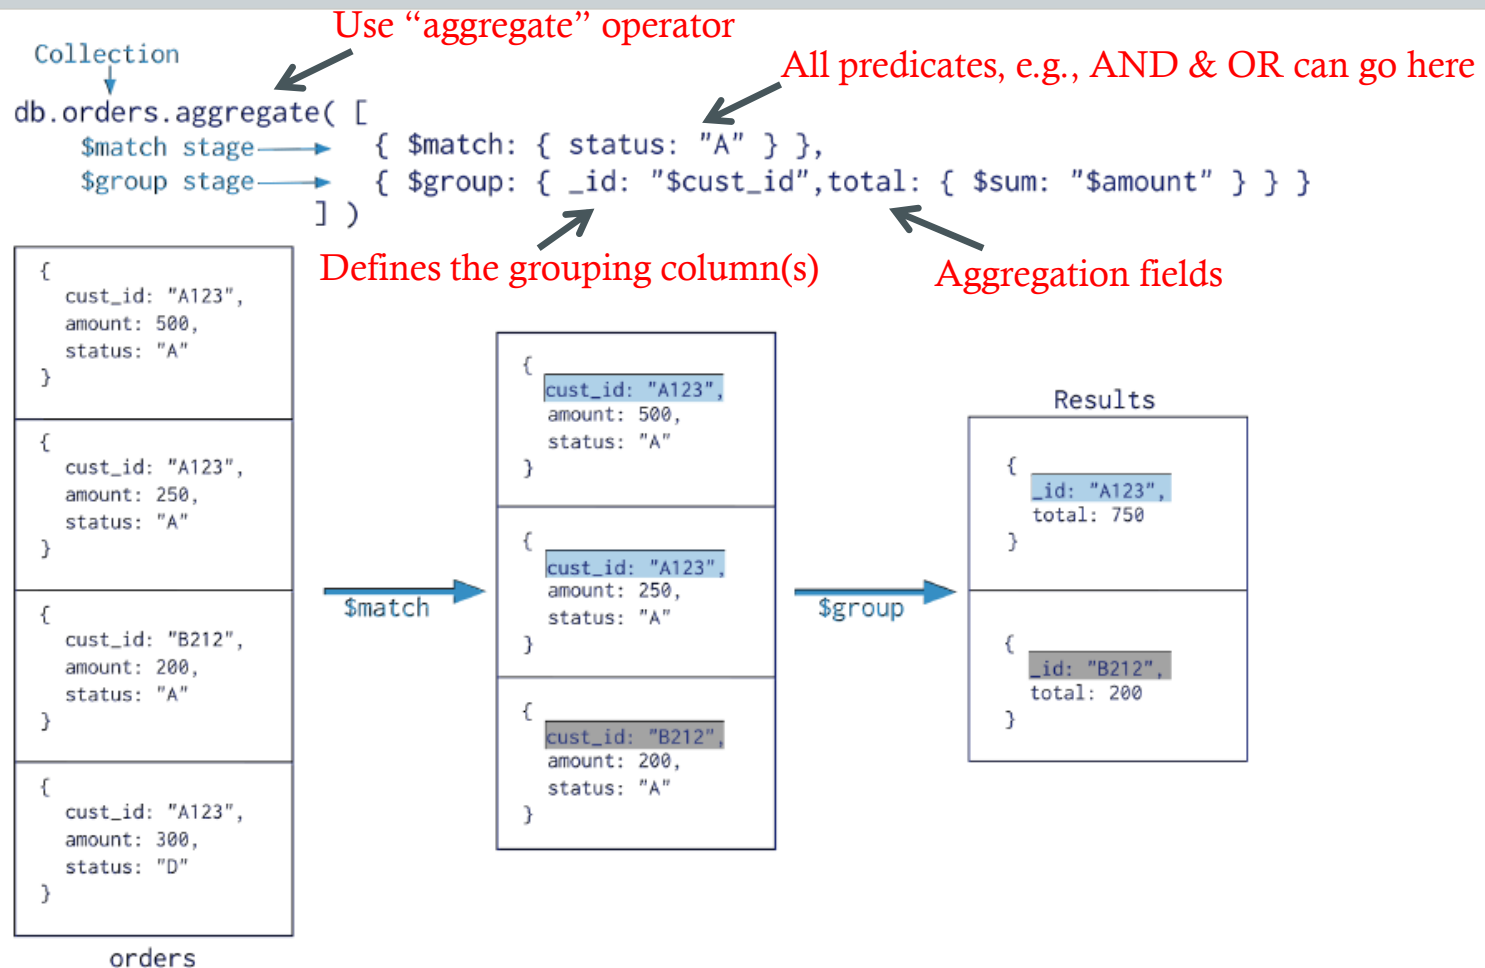 Use “aggregate” operator
Collection
All predicates, e.g., AND & OR can go here
db.orders.aggregate( [
$match stage { $match: { status: "A" } },
$group stage { $group: { _id: "$cust_id",total: { $sum: "$amount" } } }
] )
Defines the grouping column(s)
Aggregation fields
{
cust_id: "A123",
amount: 500,
status: "A"
}
{
cust_id: "A123",
amount: 250,
status: "A"
}
{
cust_id: "B212",
amount: 200,
status: "A"
}
{
cust_id: "A123",
amount: 300,
status: "D"
}
orders
$match
{
cust_id: "A123",
amount: 500,
status: "A"
}
{
cust_id: "A123",
amount: 250,
status: "A"
}
{
cust_id: "B212",
amount: 200,
status: "A"
}
$group
Results
{
_id: "A123",
total: 750
}
{
_id: "B212",
total: 200
}